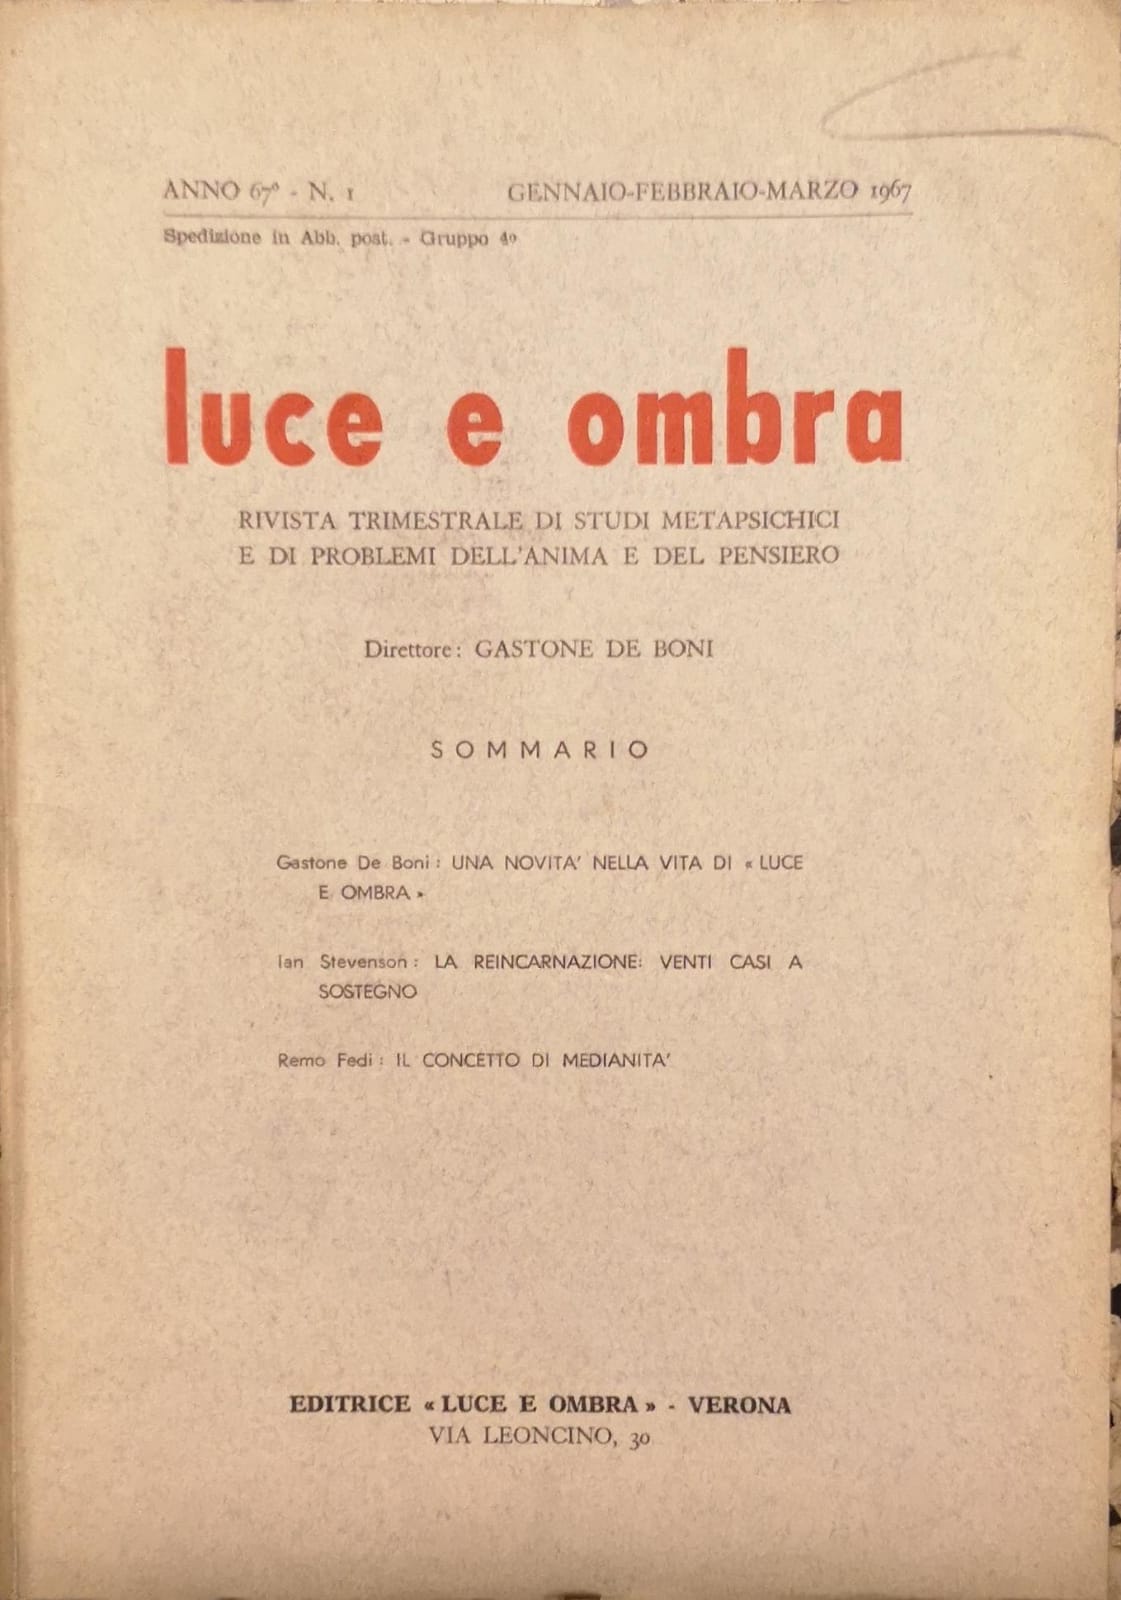 ANNO 67° - N. 1 GENNAIO-FEBBRAIO-MARZO 1967
Spedizione in Abb. post. - Gruppo 4°
luce e ombra
RIVISTA TRIMESTRALE DI STUDI METAPSICHICI
E DI PROBLEMI DELL'ANIMA E DEL PENSIERO
Direttore: GASTONE DE BONI
SOMMARIO
Gastone De Boni: UNA NOVITA' NELLA VITA DI « LUCE
E OMBRA »
Ian Stevenson: LA REINCARNAZIONE: VENTI CASI A
SOSTEGNO
Remo Fedi: IL CONCETTO DI MEDIANITA'
EDITRICE « LUCE E OMBRA » - VERONA
VIA LEONCINO, 30